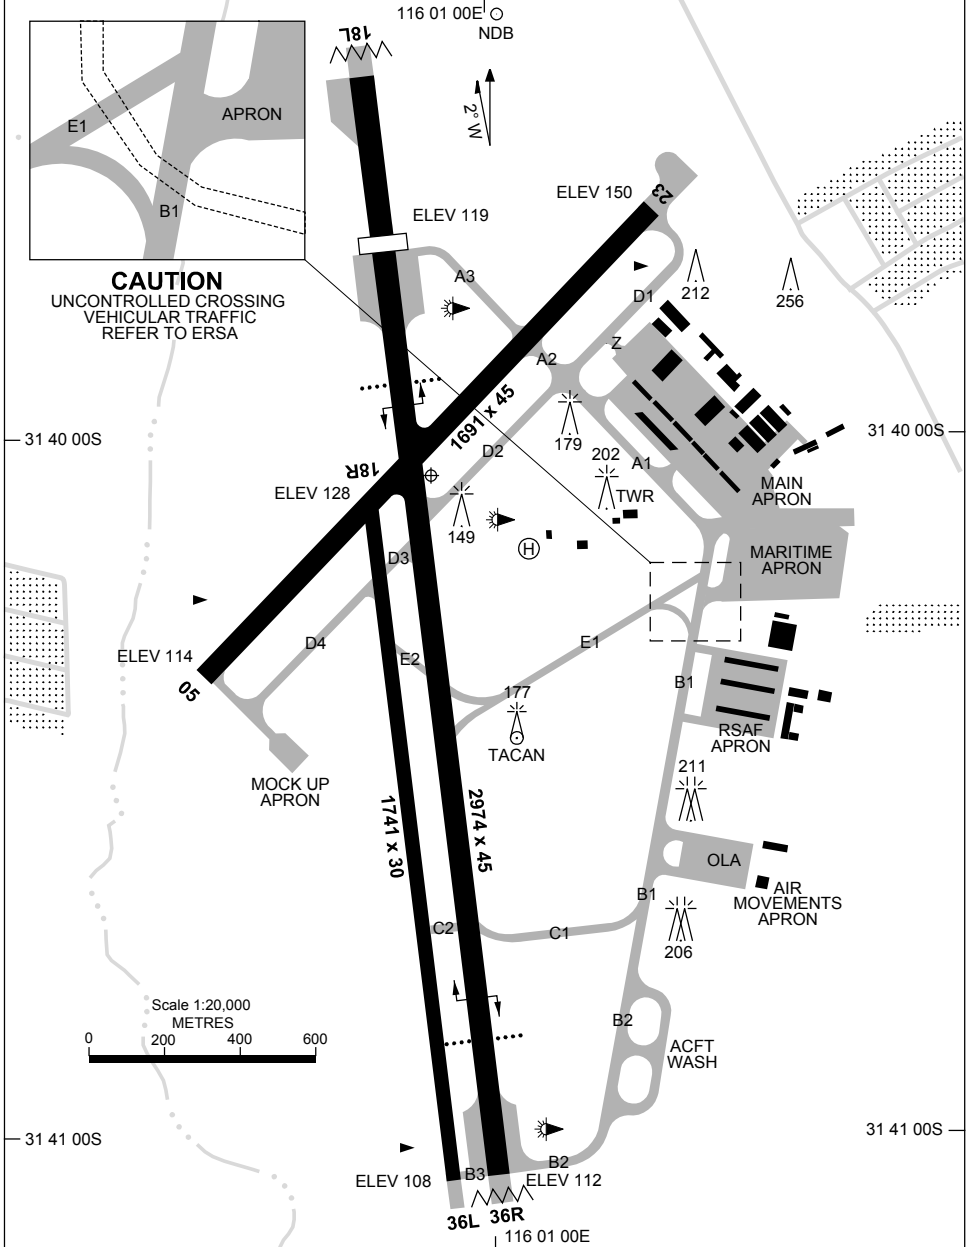 116 01 00E
NDB
18L
2° W
E1
APRON
B1
ELEV 150
23
ELEV 119
CAUTION
UNCONTROLLED CROSSING
VEHICULAR TRAFFIC
REFER TO ERSA
A3
D1
212
256
Z
A2
1691 x 45
179
31 40 00S
31 40 00S
D2
18R
202
A1
TWR
ELEV 128
149
MAIN
APRON
H
D3
MARITIME
APRON
D4
E1
ELEV 114
E2
05
B1
177
TACAN
RSAF
APRON
MOCK UP
APRON
211
1741 x 30
2974 x 45
OLA
B1
AIR
MOVEMENTS
APRON
C2
C1
206
Scale 1:20,000
METRES
0
200
400
600
B2
ACFT
WASH
31 41 00S
31 41 00S
B2
ELEV 108
B3
ELEV 112
36L
36R
116 01 00E